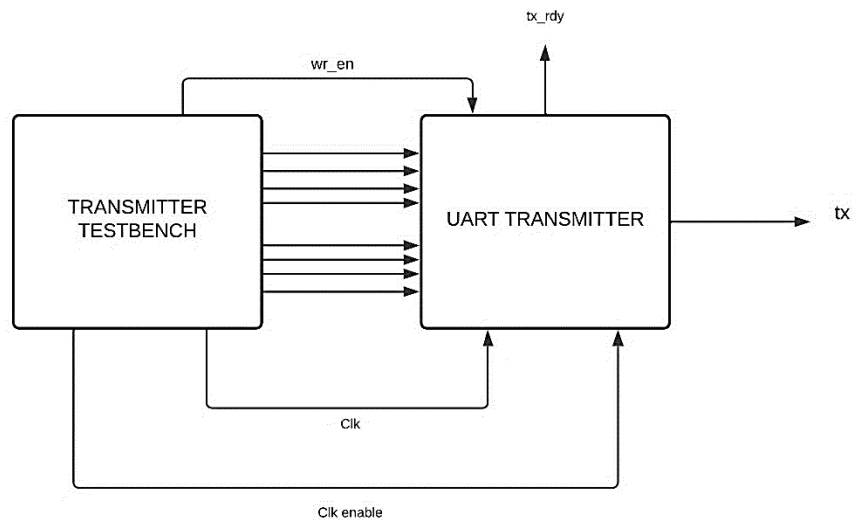 tx_rdy
wr_en
TRANSMITTER
TESTBENCH
UART TRANSMITTER
tx
Clk
Clk enable